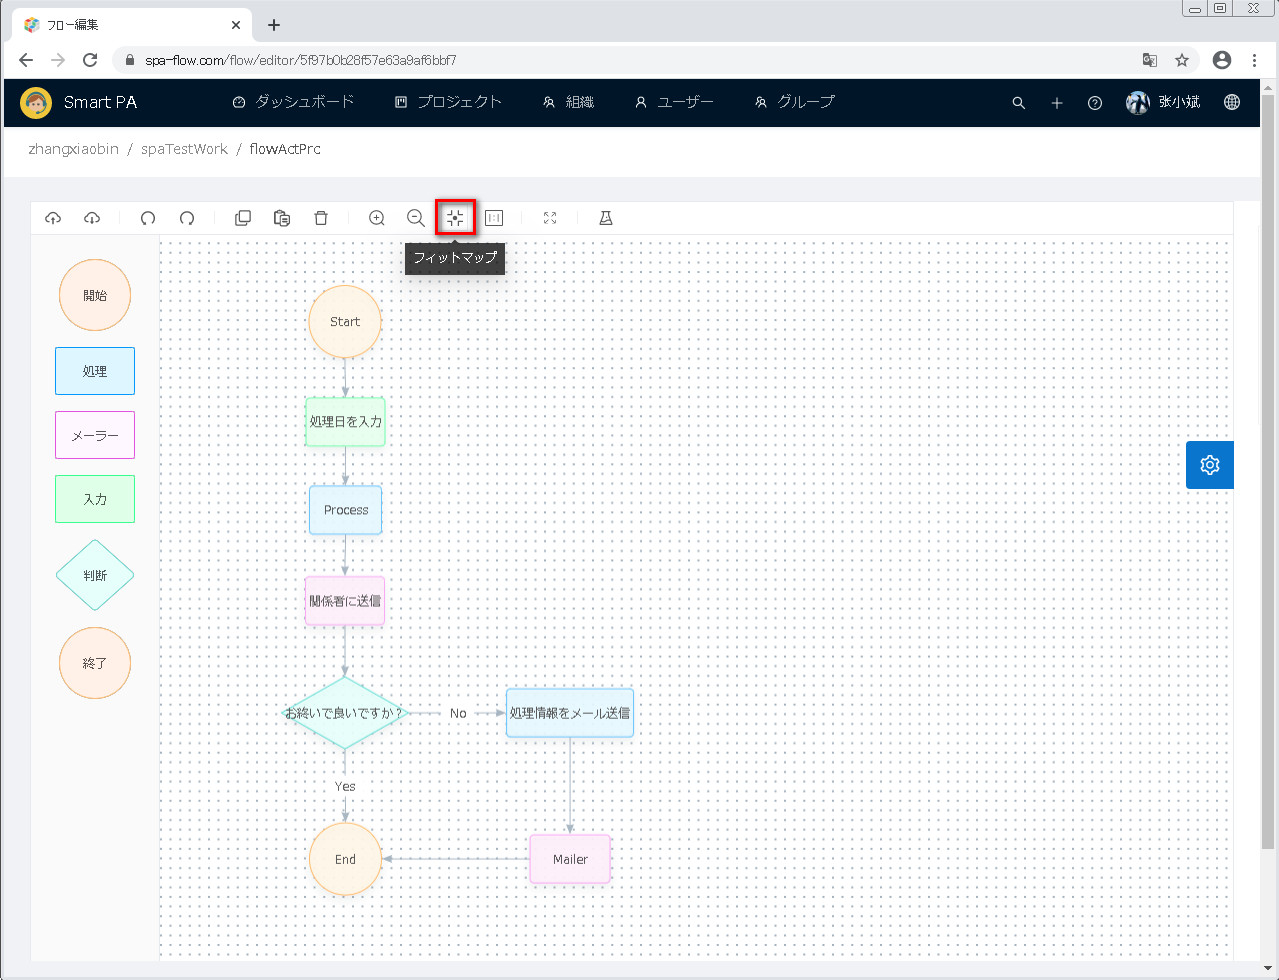 フロー編集
spa-flow.com/flow/editor/5f97b0b28f57e63a9af6bbf7
Smart PA
ダッシュボード
プロジェクト
組織
ユーザー
グループ
张小斌
zhangxiaobin / spaTestWork / flowActPrc
フィットマップ
開始
処理
メーラー
入力
判断
終了
Start
処理日を入力
Process
関係者に送信
お終いで良いですか？
No
処理情報をメール送信
Yes
End
Mailer